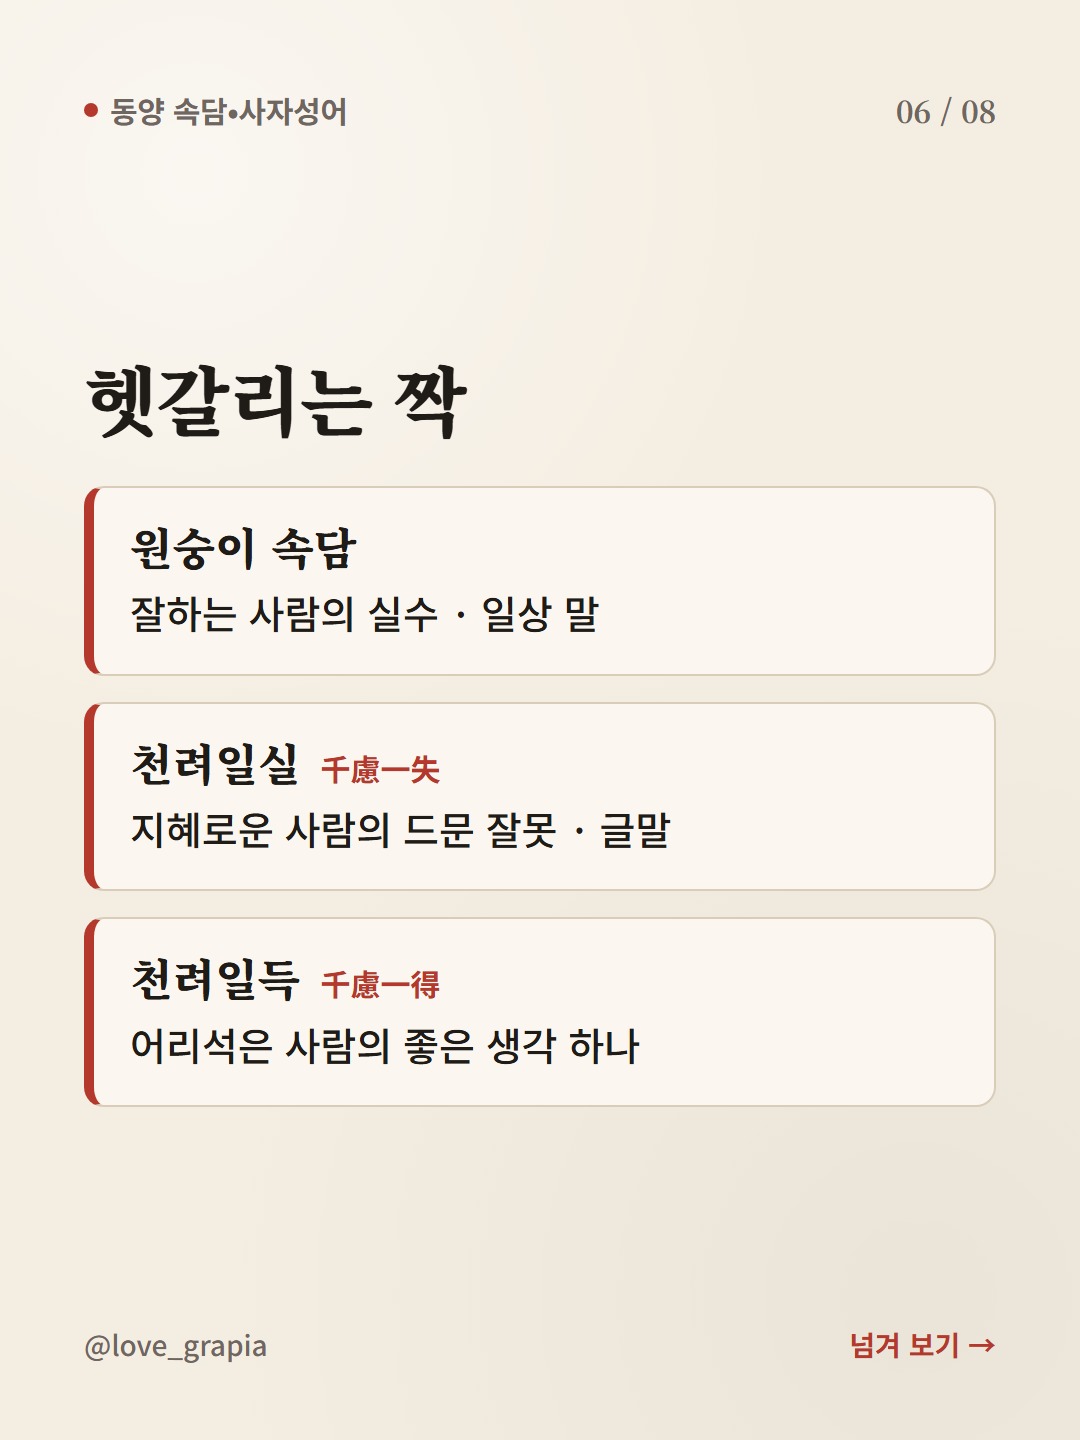 동양 속담•사자성어
06 / 08
헷갈리는 짝
원숭이 속담
잘하는 사람의 실수 · 일상 말
천려일실 千慮一失
지혜로운 사람의 드문 잘못 · 글말
천려일득 千慮一得
어리석은 사람의 좋은 생각 하나
@love_grapia
넘겨 보기 →